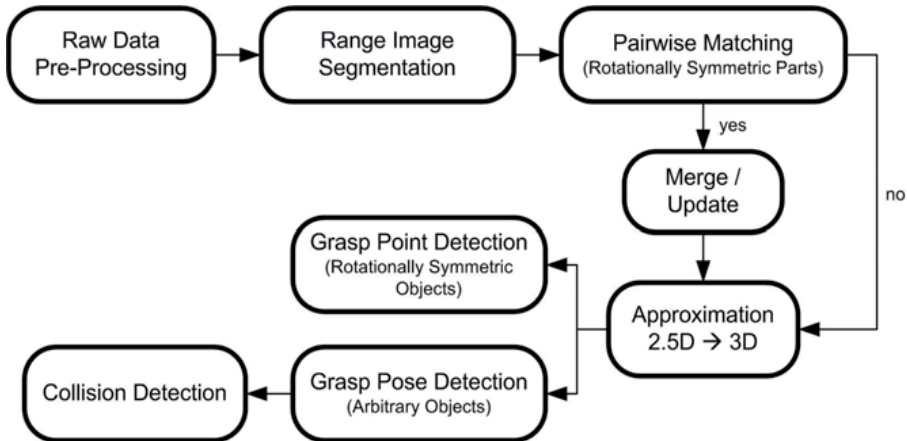 Raw Data
Pre-Processing
Range Image
Segmentation
Pairwise Matching
(Rotationally Symmetric Parts)
yes
no
Merge /
Update
Grasp Point Detection
(Rotationally Symmetric
Objects)
Approximation
2.5D → 3D
Grasp Pose Detection
(Arbitrary Objects)
Collision Detection